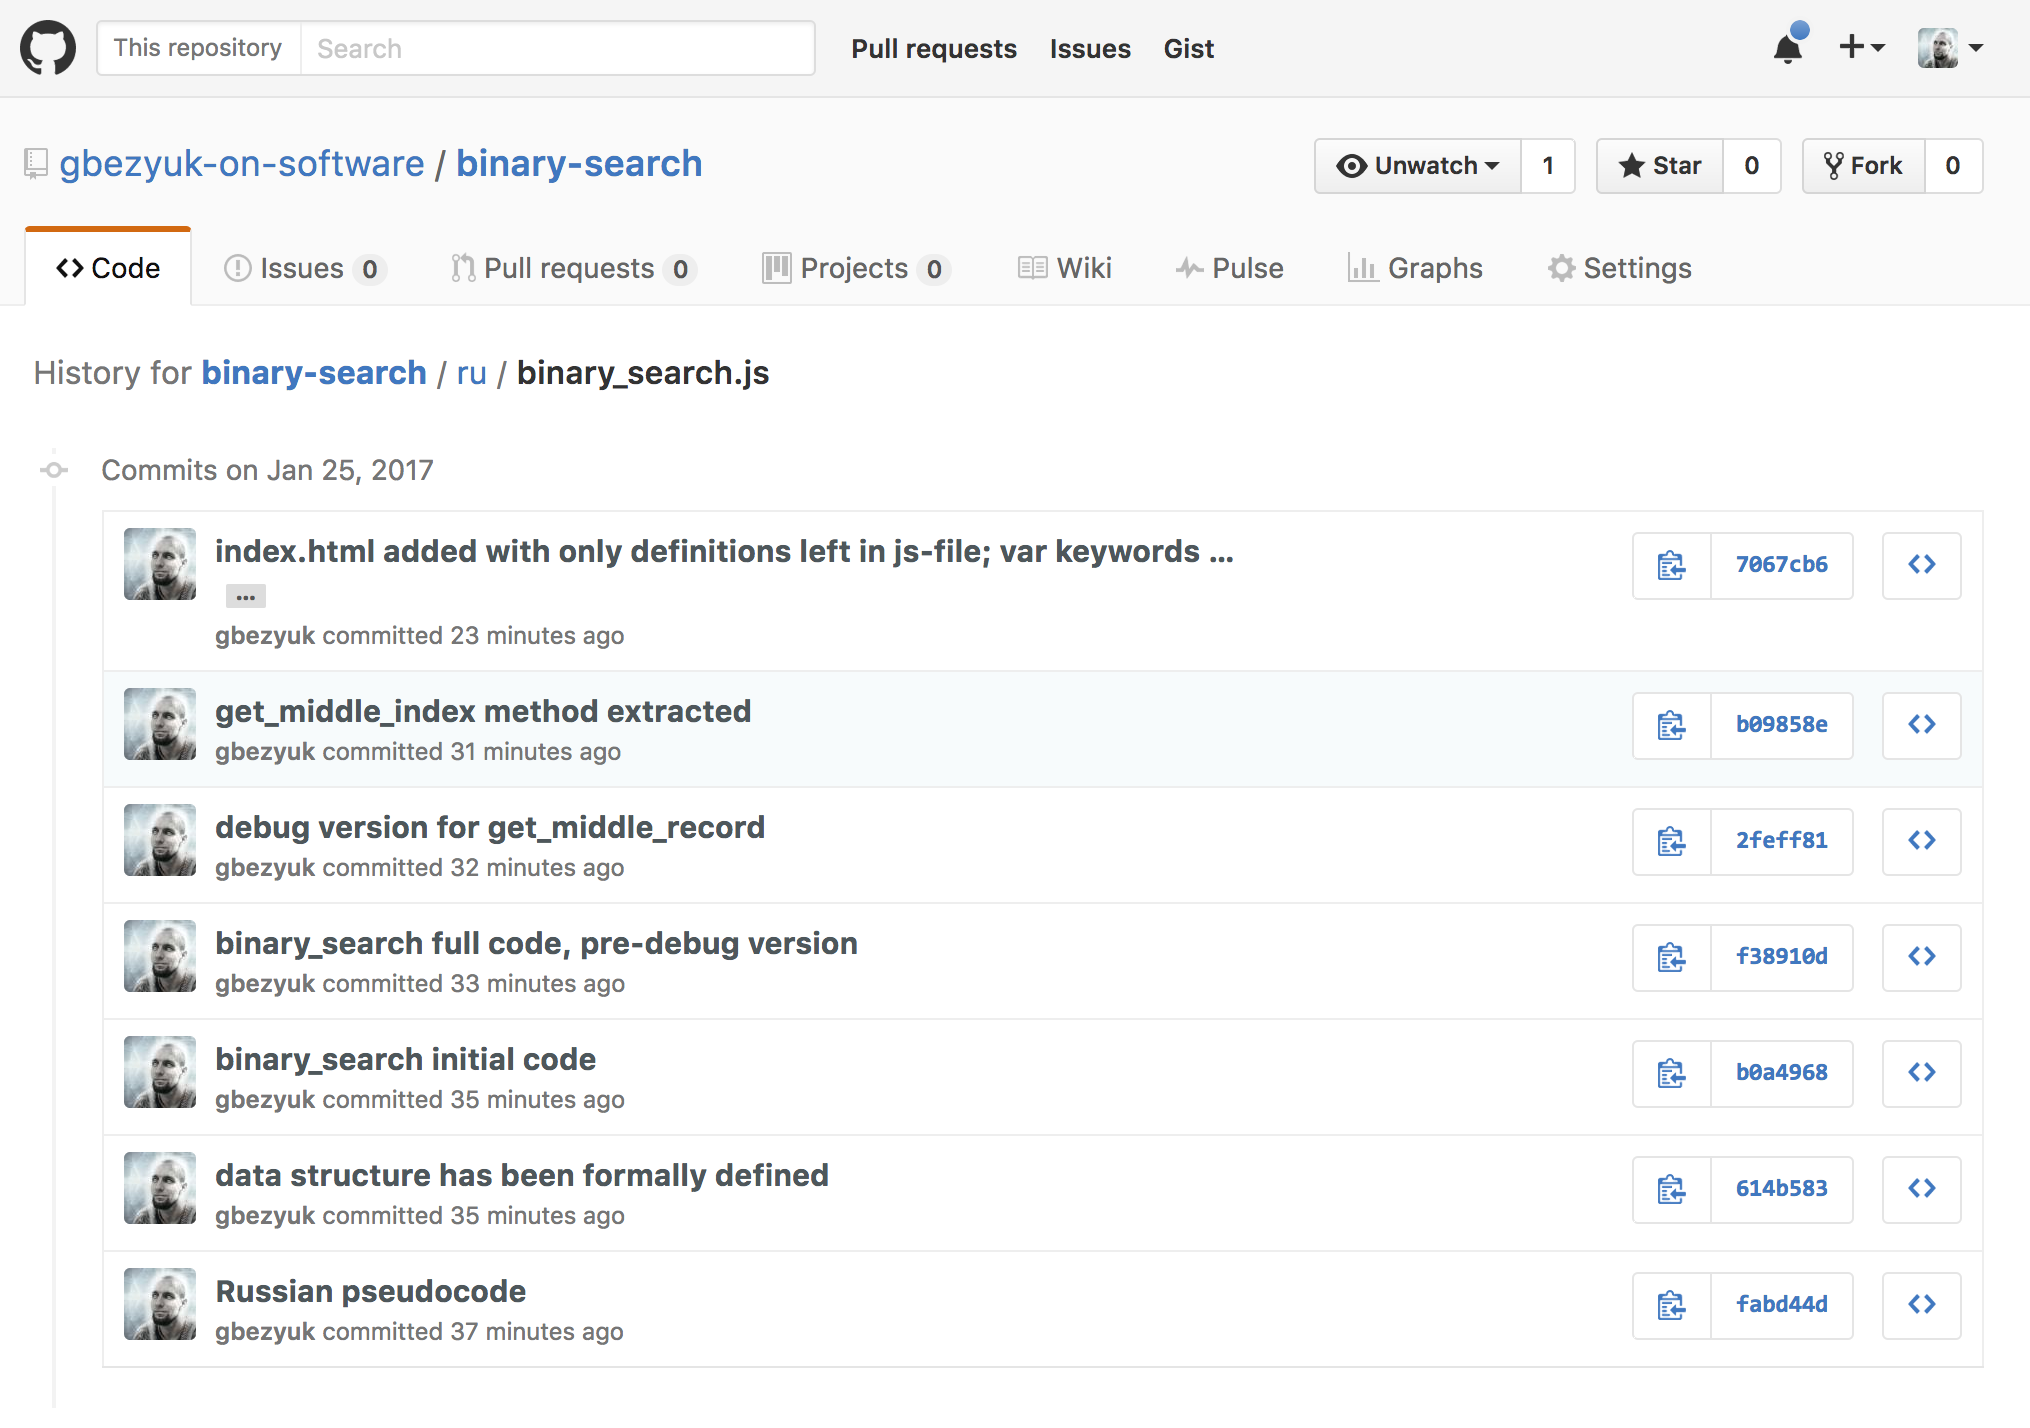 This repository Search Pull requests Issues Gist
gbezyuk-on-software / binary-search Unwatch 1 Star 0 Fork 0
Code Issues 0 Pull requests 0 Projects 0 Wiki Pulse Graphs Settings
History for binary-search / ru / binary_search.js
Commits on Jan 25, 2017
index.html added with only definitions left in js-file; var keywords ... 7067cb6
...
gbezyuk committed 23 minutes ago
get_middle_index method extracted b09858e
gbezyuk committed 31 minutes ago
debug version for get_middle_record 2feff81
gbezyuk committed 32 minutes ago
binary_search full code, pre-debug version f38910d
gbezyuk committed 33 minutes ago
binary_search initial code b0a4968
gbezyuk committed 35 minutes ago
data structure has been formally defined 614b583
gbezyuk committed 35 minutes ago
Russian pseudocode fabd44d
gbezyuk committed 37 minutes ago